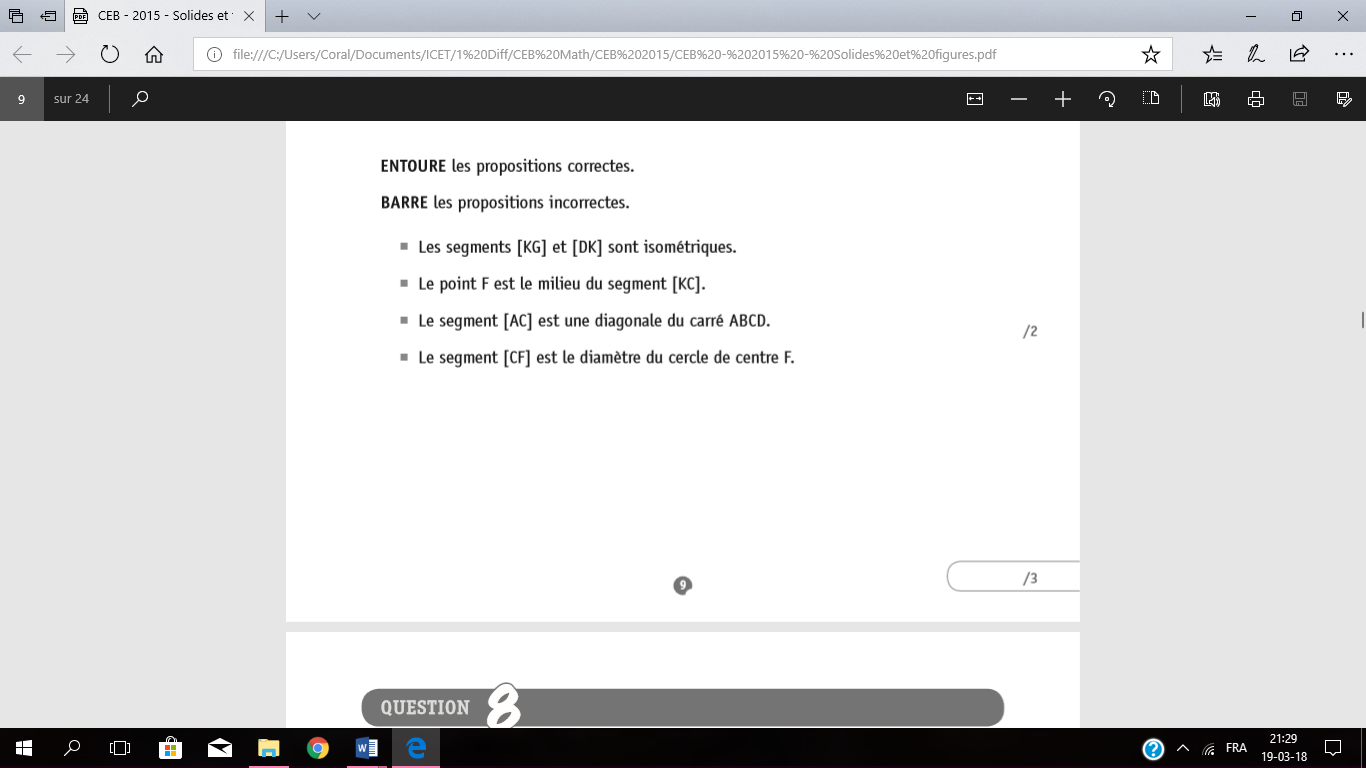 CEB - 2015 - Solides et
file:///C:/Users/Coral/Documents/ICET/1%20Diff/CEB%20Math/CEB%202015/CEB%20-%202015%20-%20Solides%20et%20figures.pdf
9 sur 24
ENTOURE les propositions correctes.
BARRE les propositions incorrectes.
Les segments [KG] et [DK] sont isométriques.
Le point F est le milieu du segment [KC].
Le segment [AC] est une diagonale du carré ABCD.
/2
Le segment [CF] est le diamètre du cercle de centre F.
/3
9
QUESTION 8
FRA
21:29
19-03-18